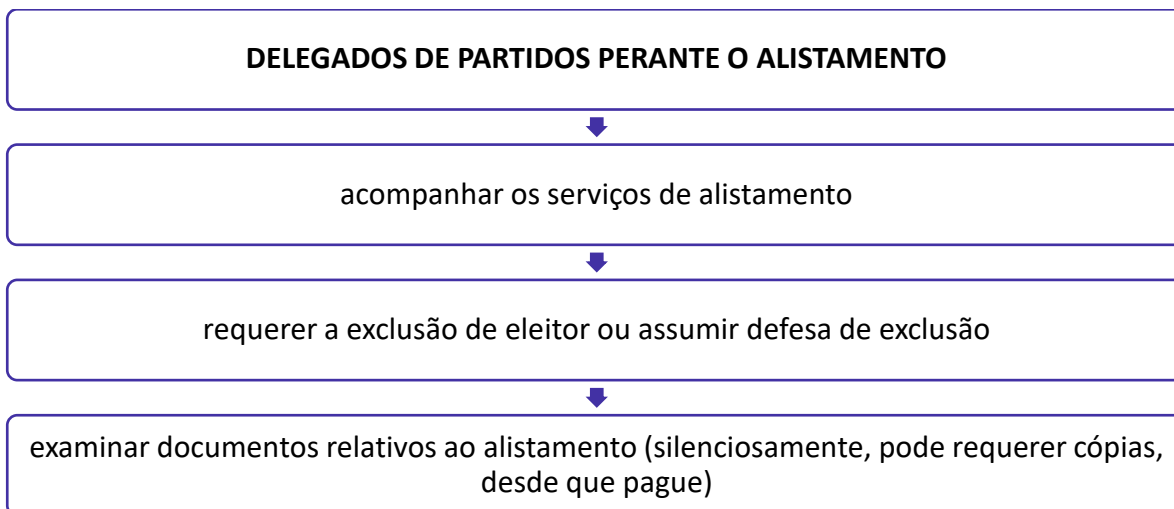 DELEGADOS DE PARTIDOS PERANTE O ALISTAMENTO
acompanhar os serviços de alistamento
requerer a exclusão de eleitor ou assumir defesa de exclusão
examinar documentos relativos ao alistamento (silenciosamente, pode requerer cópias,
desde que pague)